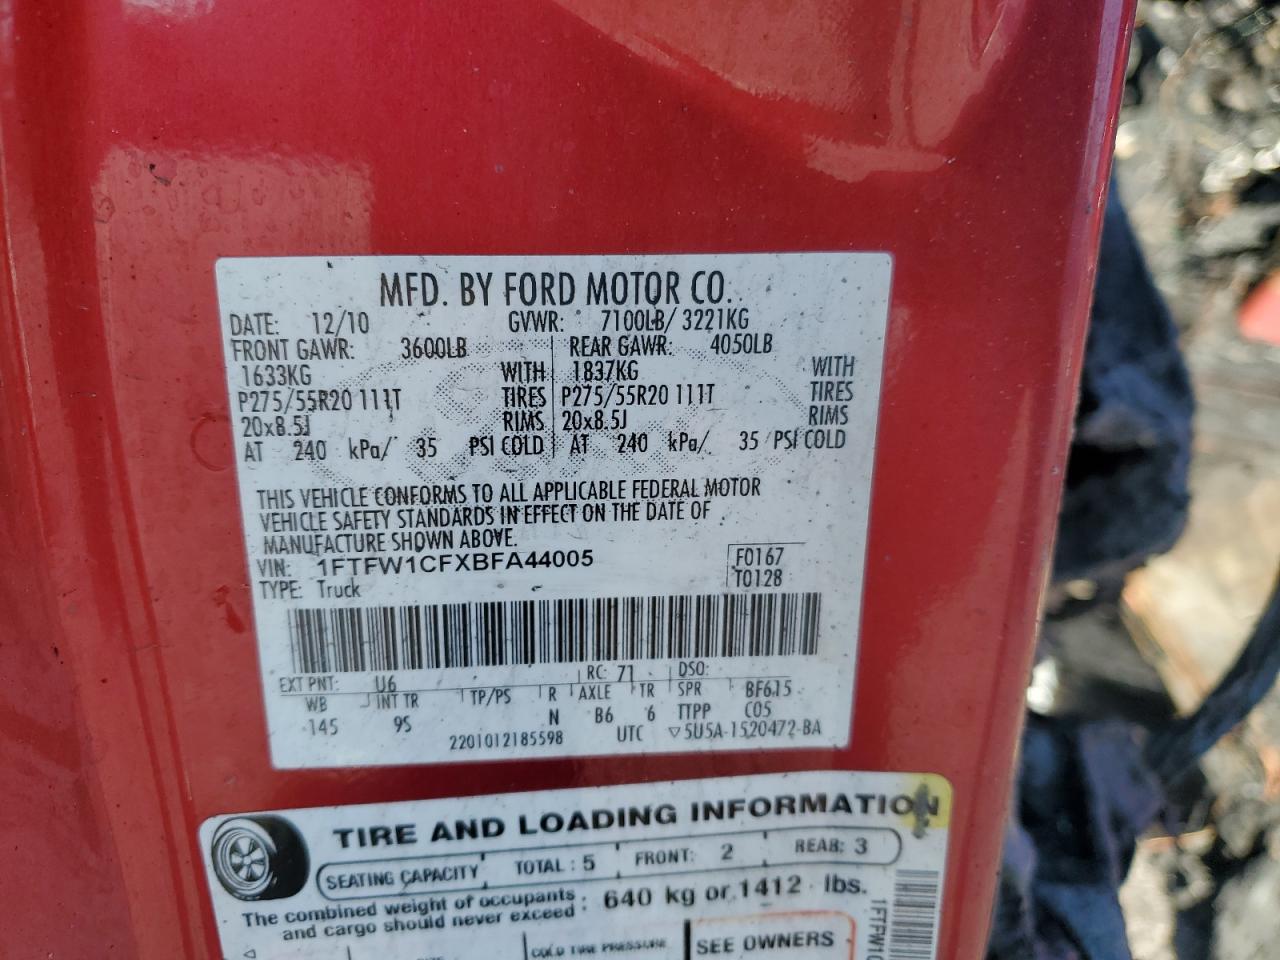 MFD. BY FORD MOTOR CO.
DATE: 12/10 GVWR: 7100LB/ 3221KG
FRONT GAWR: 3600LB REAR GAWR: 4050LB
1633KG WITH 1837KG WITH
P275/55R20 111T TIRES P275/55R20 111T TIRES
20x8.5J RIMS 20x8.5J RIMS
AT 240 kPa/ 35 PSI COLD AT 240 kPa/ 35 PSI COLD
THIS VEHICLE CONFORMS TO ALL APPLICABLE FEDERAL MOTOR
VEHICLE SAFETY STANDARDS IN EFFECT ON THE DATE OF
MANUFACTURE SHOWN ABOVE.
VIN: 1FTFW1CFXBFA44005 F0167
TYPE: Truck T0128
EXT PNT: U6 RC: 71 DSO:
WB INT TR TP/PS R AXLE TR SPR BF615
145 9S N B6 6 TTPP C05
2201012185598 UTC ▽5U5A-1520472-BA
TIRE AND LOADING INFORMATION
SEATING CAPACITY TOTAL : 5 FRONT: 2 REAR: 3
The combined weight of occupants : 640 kg or 1412 lbs.
and cargo should never exceed
COLD TIRE PRESSURE SEE OWNERS
1FTFW1C